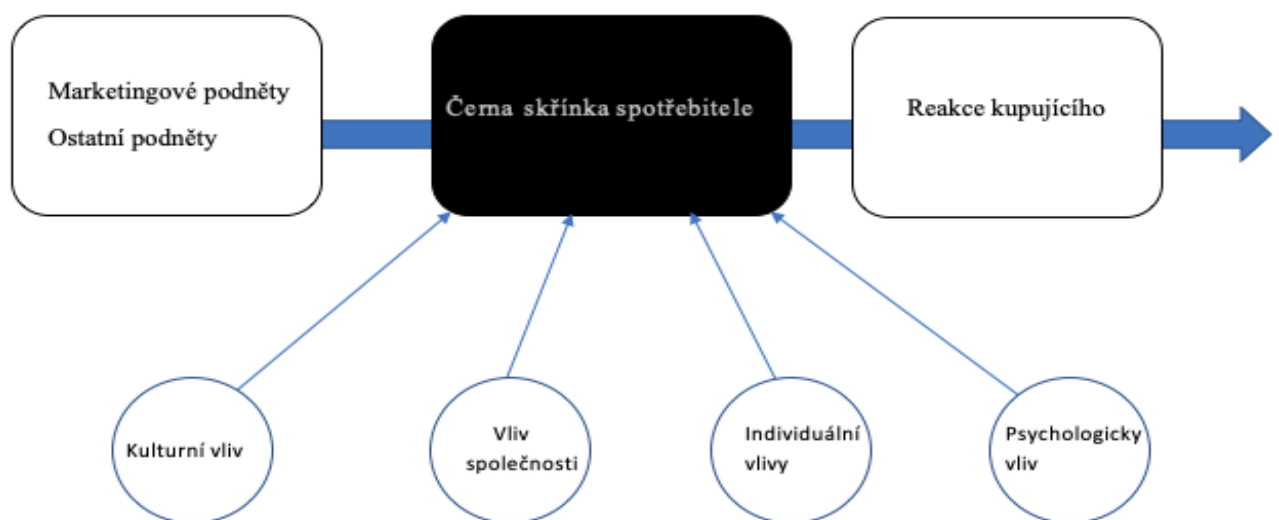 Marketingové podněty
Ostatní podněty
Černa skřínka spotřebitele
Reakce kupujícího
Kulturní vliv
Vliv
společnosti
Individuální
vlivy
Psychologicky
vliv